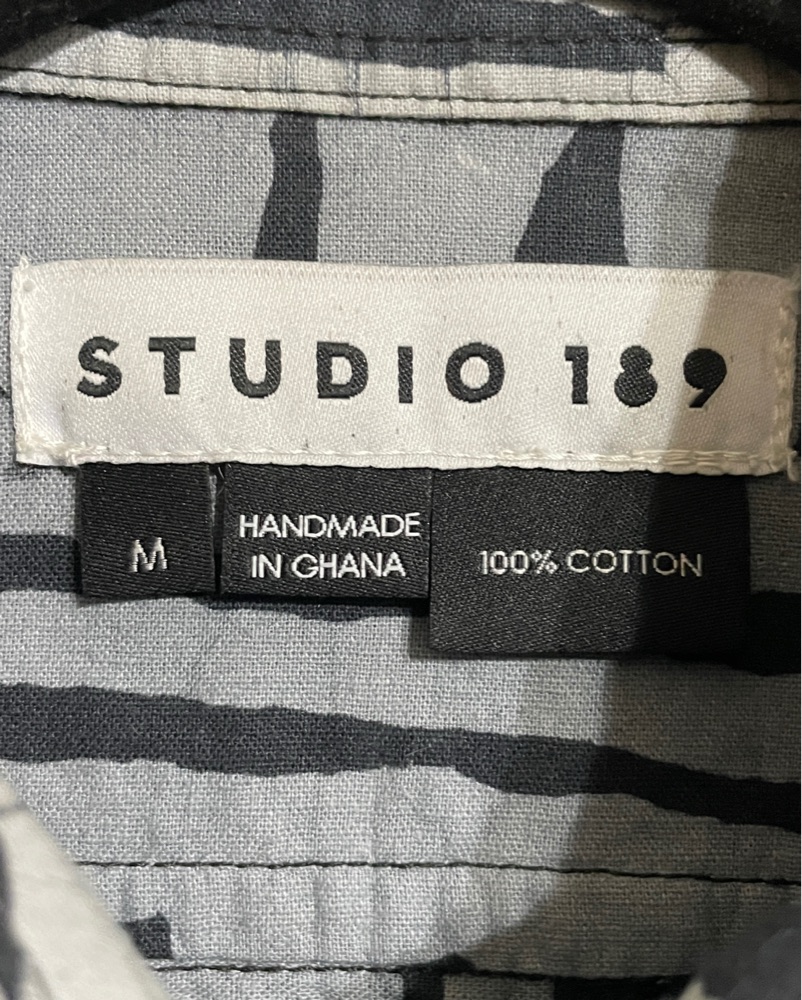 STUDIO 189
M
HANDMADE
IN GHANA
100% COTTON